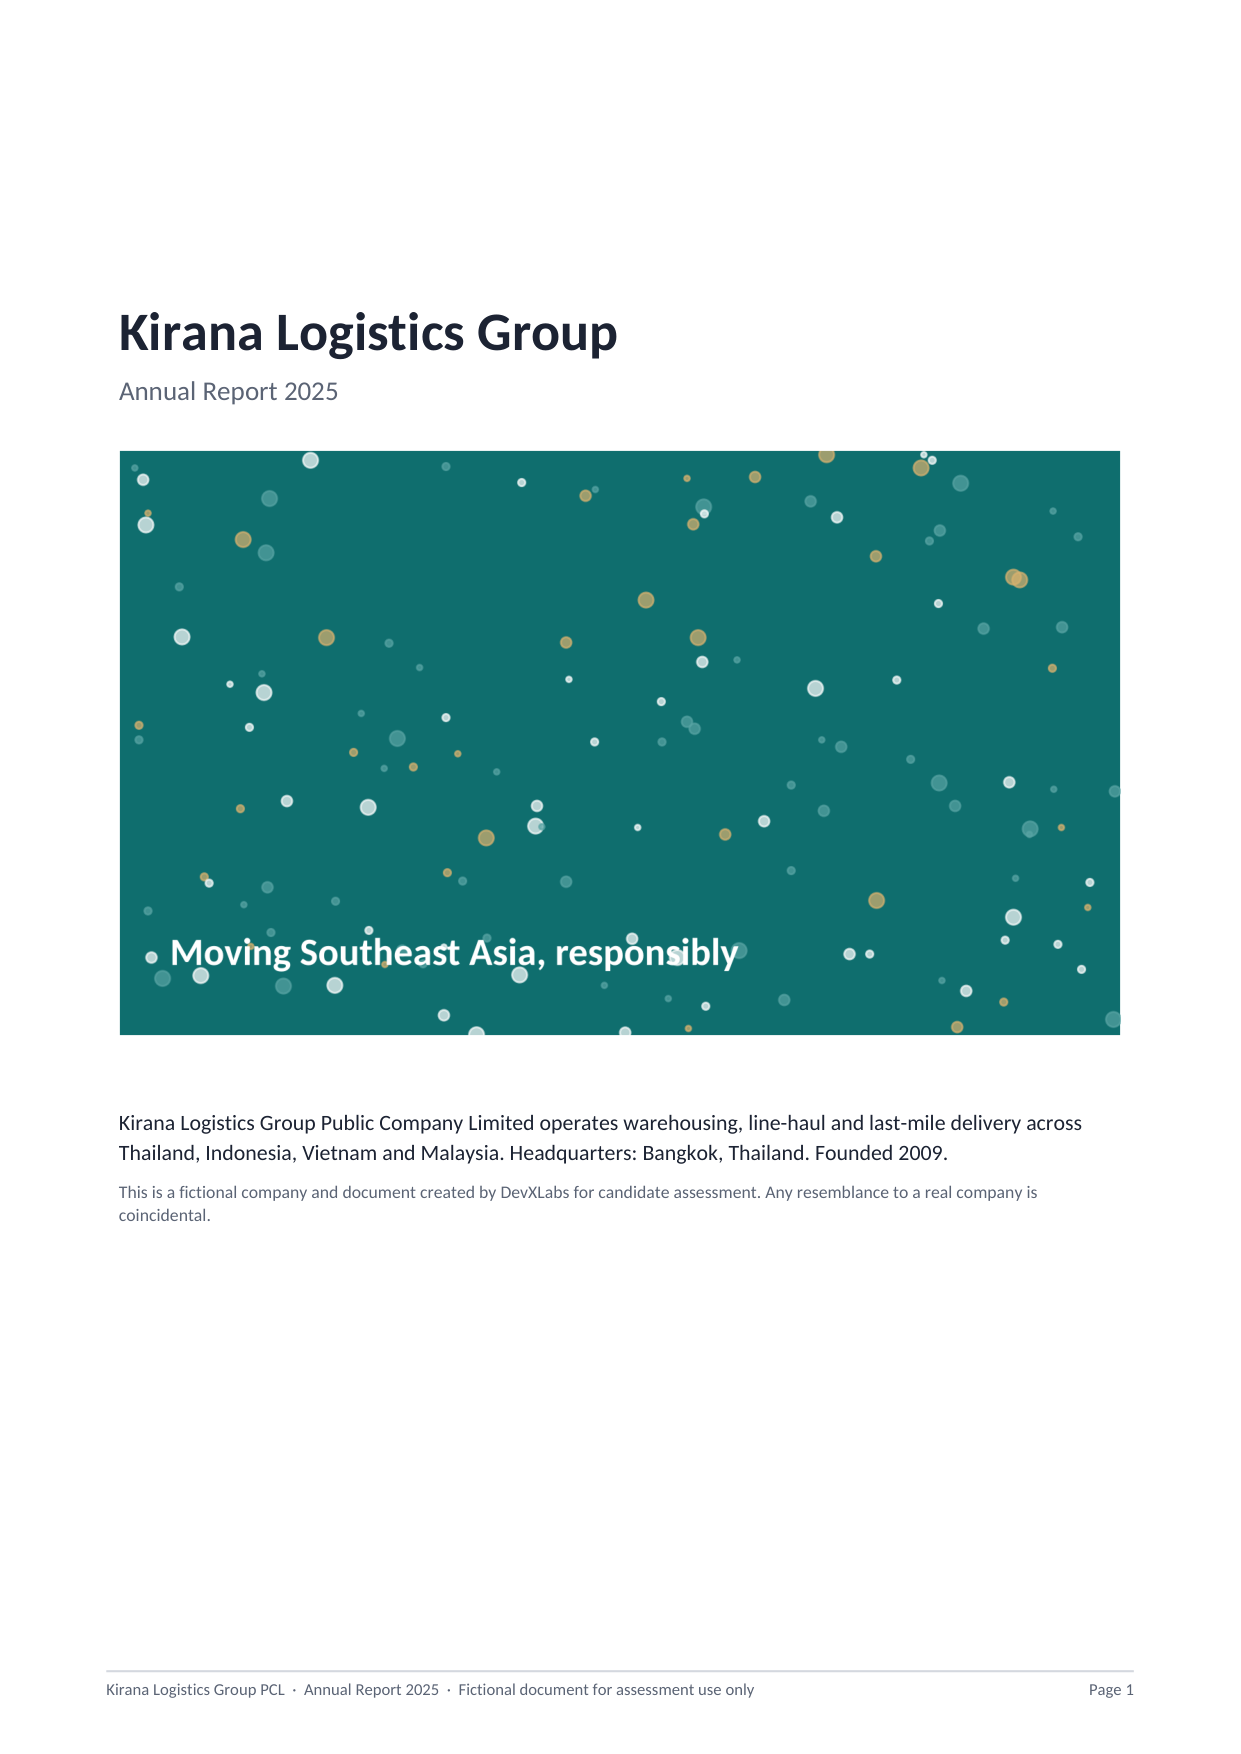 Kirana Logistics Group
Annual Report 2025
Moving Southeast Asia, responsibly
Kirana Logistics Group Public Company Limited operates warehousing, line-haul and last-mile delivery across
Thailand, Indonesia, Vietnam and Malaysia. Headquarters: Bangkok, Thailand. Founded 2009.
This is a fictional company and document created by DevXLabs for candidate assessment. Any resemblance to a real company is
coincidental.
Kirana Logistics Group PCL · Annual Report 2025 · Fictional document for assessment use only Page 1